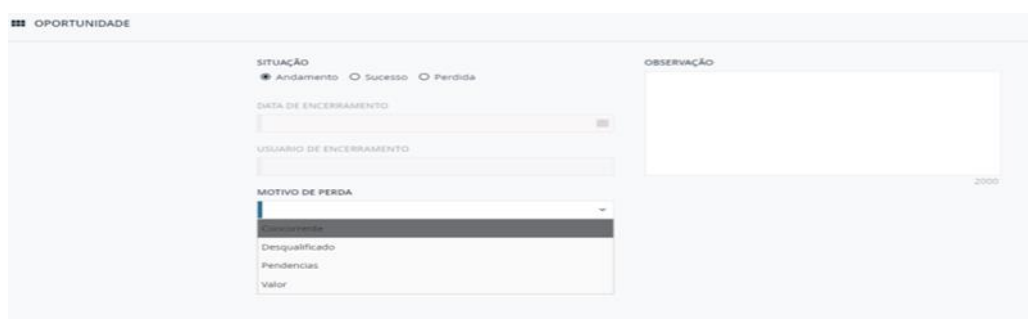 OPORTUNIDADE
SITUAÇÃO
Andamento Sucesso Perdida
DATA DE ENCERRAMENTO
USUARIO DE ENCERRAMENTO
MOTIVO DE PERDA
Concorrente
Desqualificado
Pendencias
Valor
OBSERVAÇÃO
2000